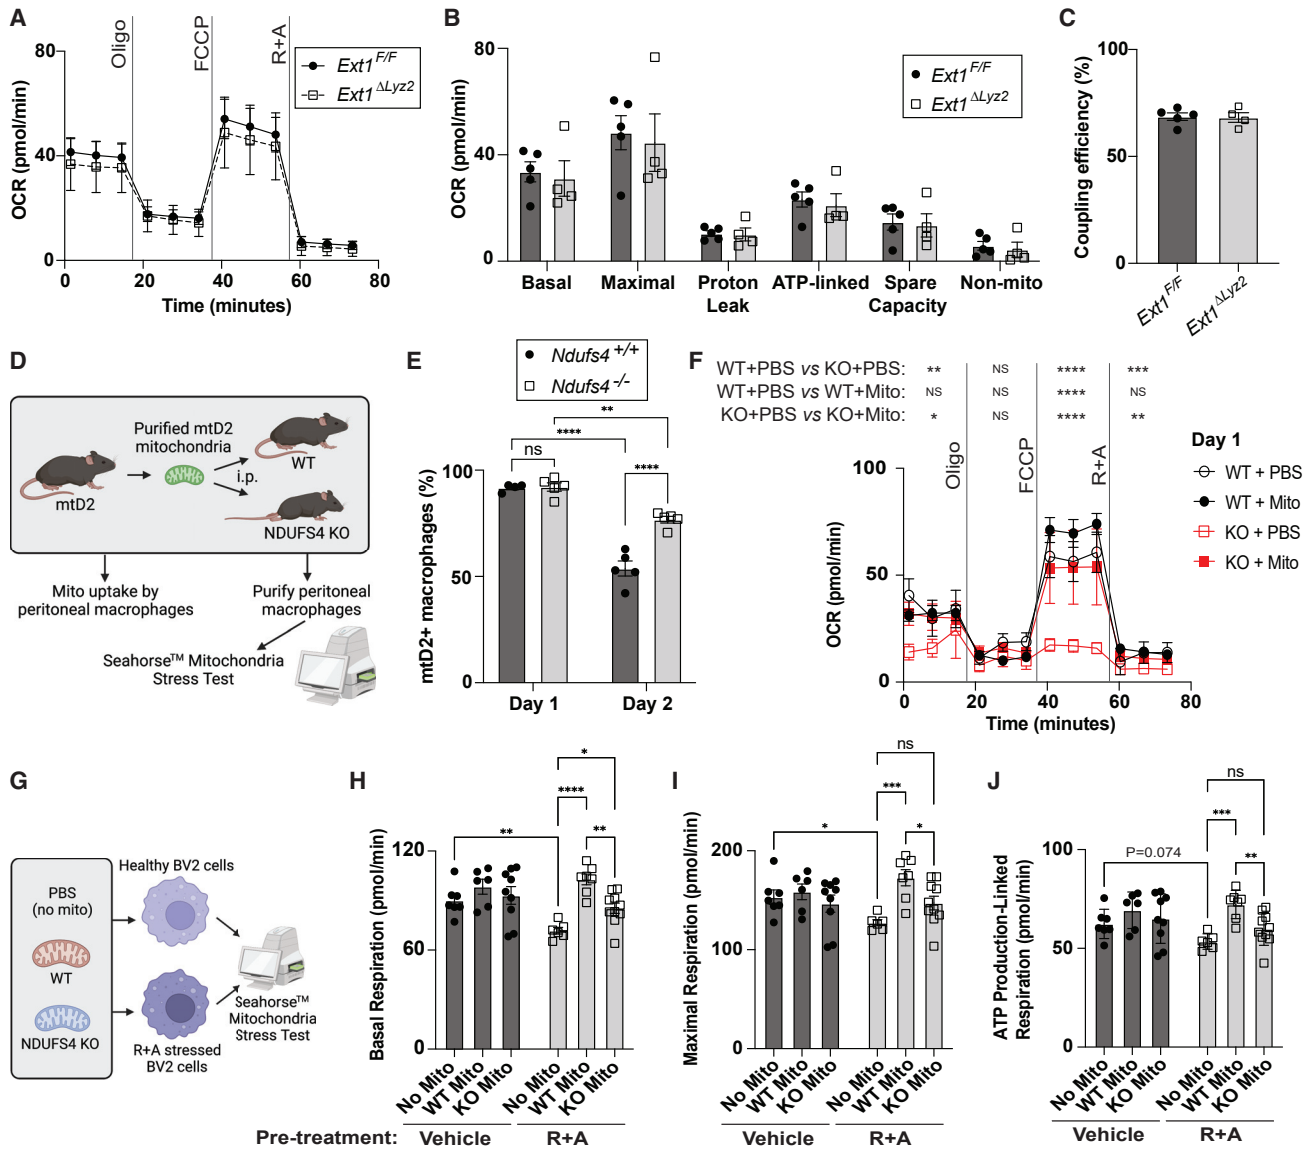 A
Oligo
FCCP
R+A
Ext1 F/F
Ext1 ΔLyz2
OCR (pmol/min)
80
40
0
0 20 40 60 80
Time (minutes)
B
Ext1 F/F
Ext1 ΔLyz2
OCR (pmol/min)
80
40
0
Basal Maximal Proton Leak ATP-linked Spare Capacity Non-mito
C
Coupling efficiency (%)
100
50
0
Ext1 F/F
Ext1 ΔLyz2
D
Purified mtD2
mitochondria
mtD2
i.p.
WT
NDUFS4 KO
Mito uptake by
peritoneal macrophages
Purify peritoneal
macrophages
Seahorse™ Mitochondria
Stress Test
E
Ndufs4 +/+
Ndufs4 -/-
**
****
ns
****
mtD2+ macrophages (%)
100
50
0
Day 1 Day 2
F
WT+PBS vs KO+PBS: ** NS **** ***
WT+PBS vs WT+Mito: NS NS **** NS
KO+PBS vs KO+Mito: * NS **** **
Oligo
FCCP
R+A
Day 1
WT + PBS
WT + Mito
KO + PBS
KO + Mito
OCR (pmol/min)
100
50
0
0 20 40 60 80
Time (minutes)
G
PBS
(no mito)
WT
NDUFS4 KO
Healthy BV2 cells
R+A stressed
BV2 cells
Seahorse™
Mitochondria
Stress Test
H
*
****
**
**
Basal Respiration (pmol/min)
120
60
0
No Mito
WT Mito
KO Mito
No Mito
WT Mito
KO Mito
Pre-treatment: Vehicle R+A
I
ns
***
*
*
Maximal Respiration (pmol/min)
200
100
0
No Mito
WT Mito
KO Mito
No Mito
WT Mito
KO Mito
Vehicle R+A
J
ns
***
P=0.074
**
ATP Production-Linked
Respiration (pmol/min)
100
50
0
No Mito
WT Mito
KO Mito
No Mito
WT Mito
KO Mito
Vehicle R+A